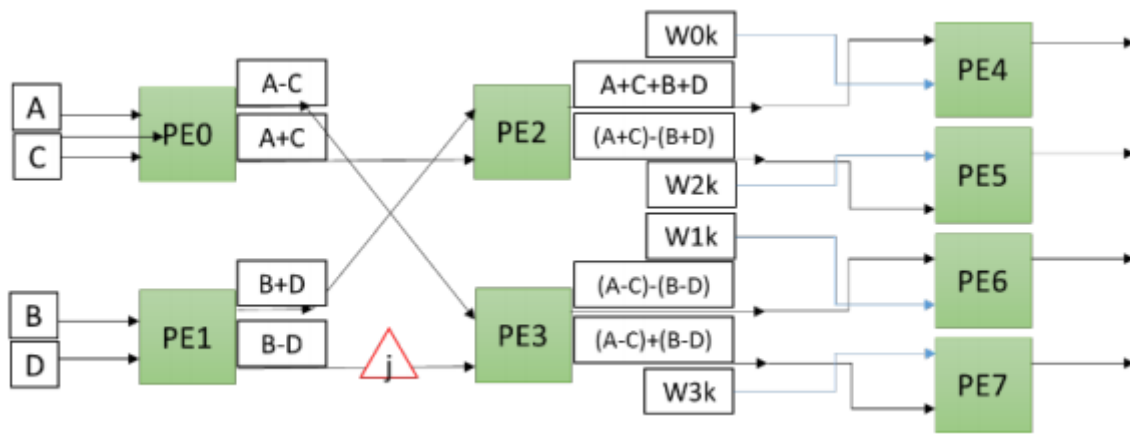 A
C
PE0
A-C
A+C
B
D
PE1
B+D
B-D
j
PE2
PE3
W0k
A+C+B+D
(A+C)-(B+D)
W2k
W1k
(A-C)-(B-D)
(A-C)+(B-D)
W3k
PE4
PE5
PE6
PE7